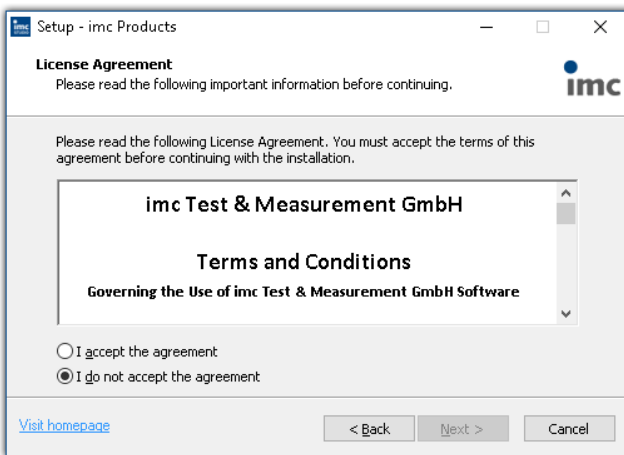 Setup - imc Products
License Agreement
Please read the following important information before continuing.
imc
Please read the following License Agreement. You must accept the terms of this
agreement before continuing with the installation.
imc Test & Measurement GmbH
Terms and Conditions
Governing the Use of imc Test & Measurement GmbH Software
I accept the agreement
I do not accept the agreement
Visit homepage
< Back
Next >
Cancel